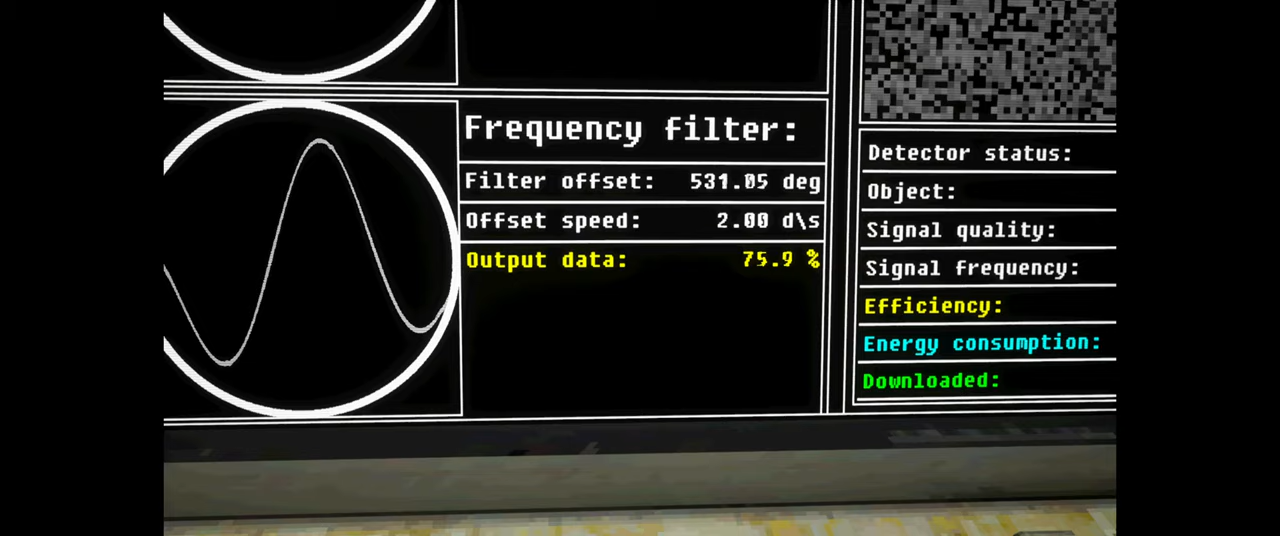 Frequency filter:
Filter offset: 531.05 deg
Offset speed: 2.00 d\s
Output data: 75.9 %
Detector status:
Object:
Signal quality:
Signal frequency:
Efficiency:
Energy consumption:
Downloaded: